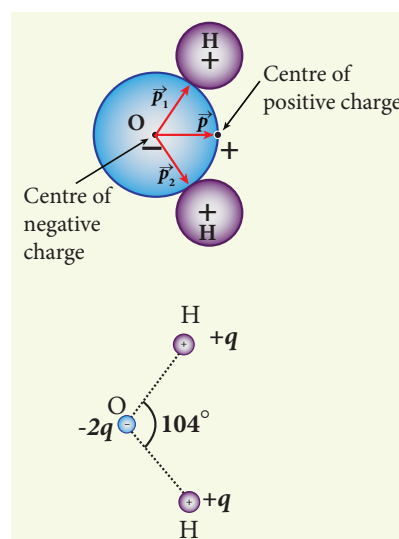 H
+
Centre of
positive charge
p⃗₁
O
p⃗
−
+
p⃗₂
Centre of
negative
charge
+
H
H
+q
+
O
-2q
-
104°
+q
+
H